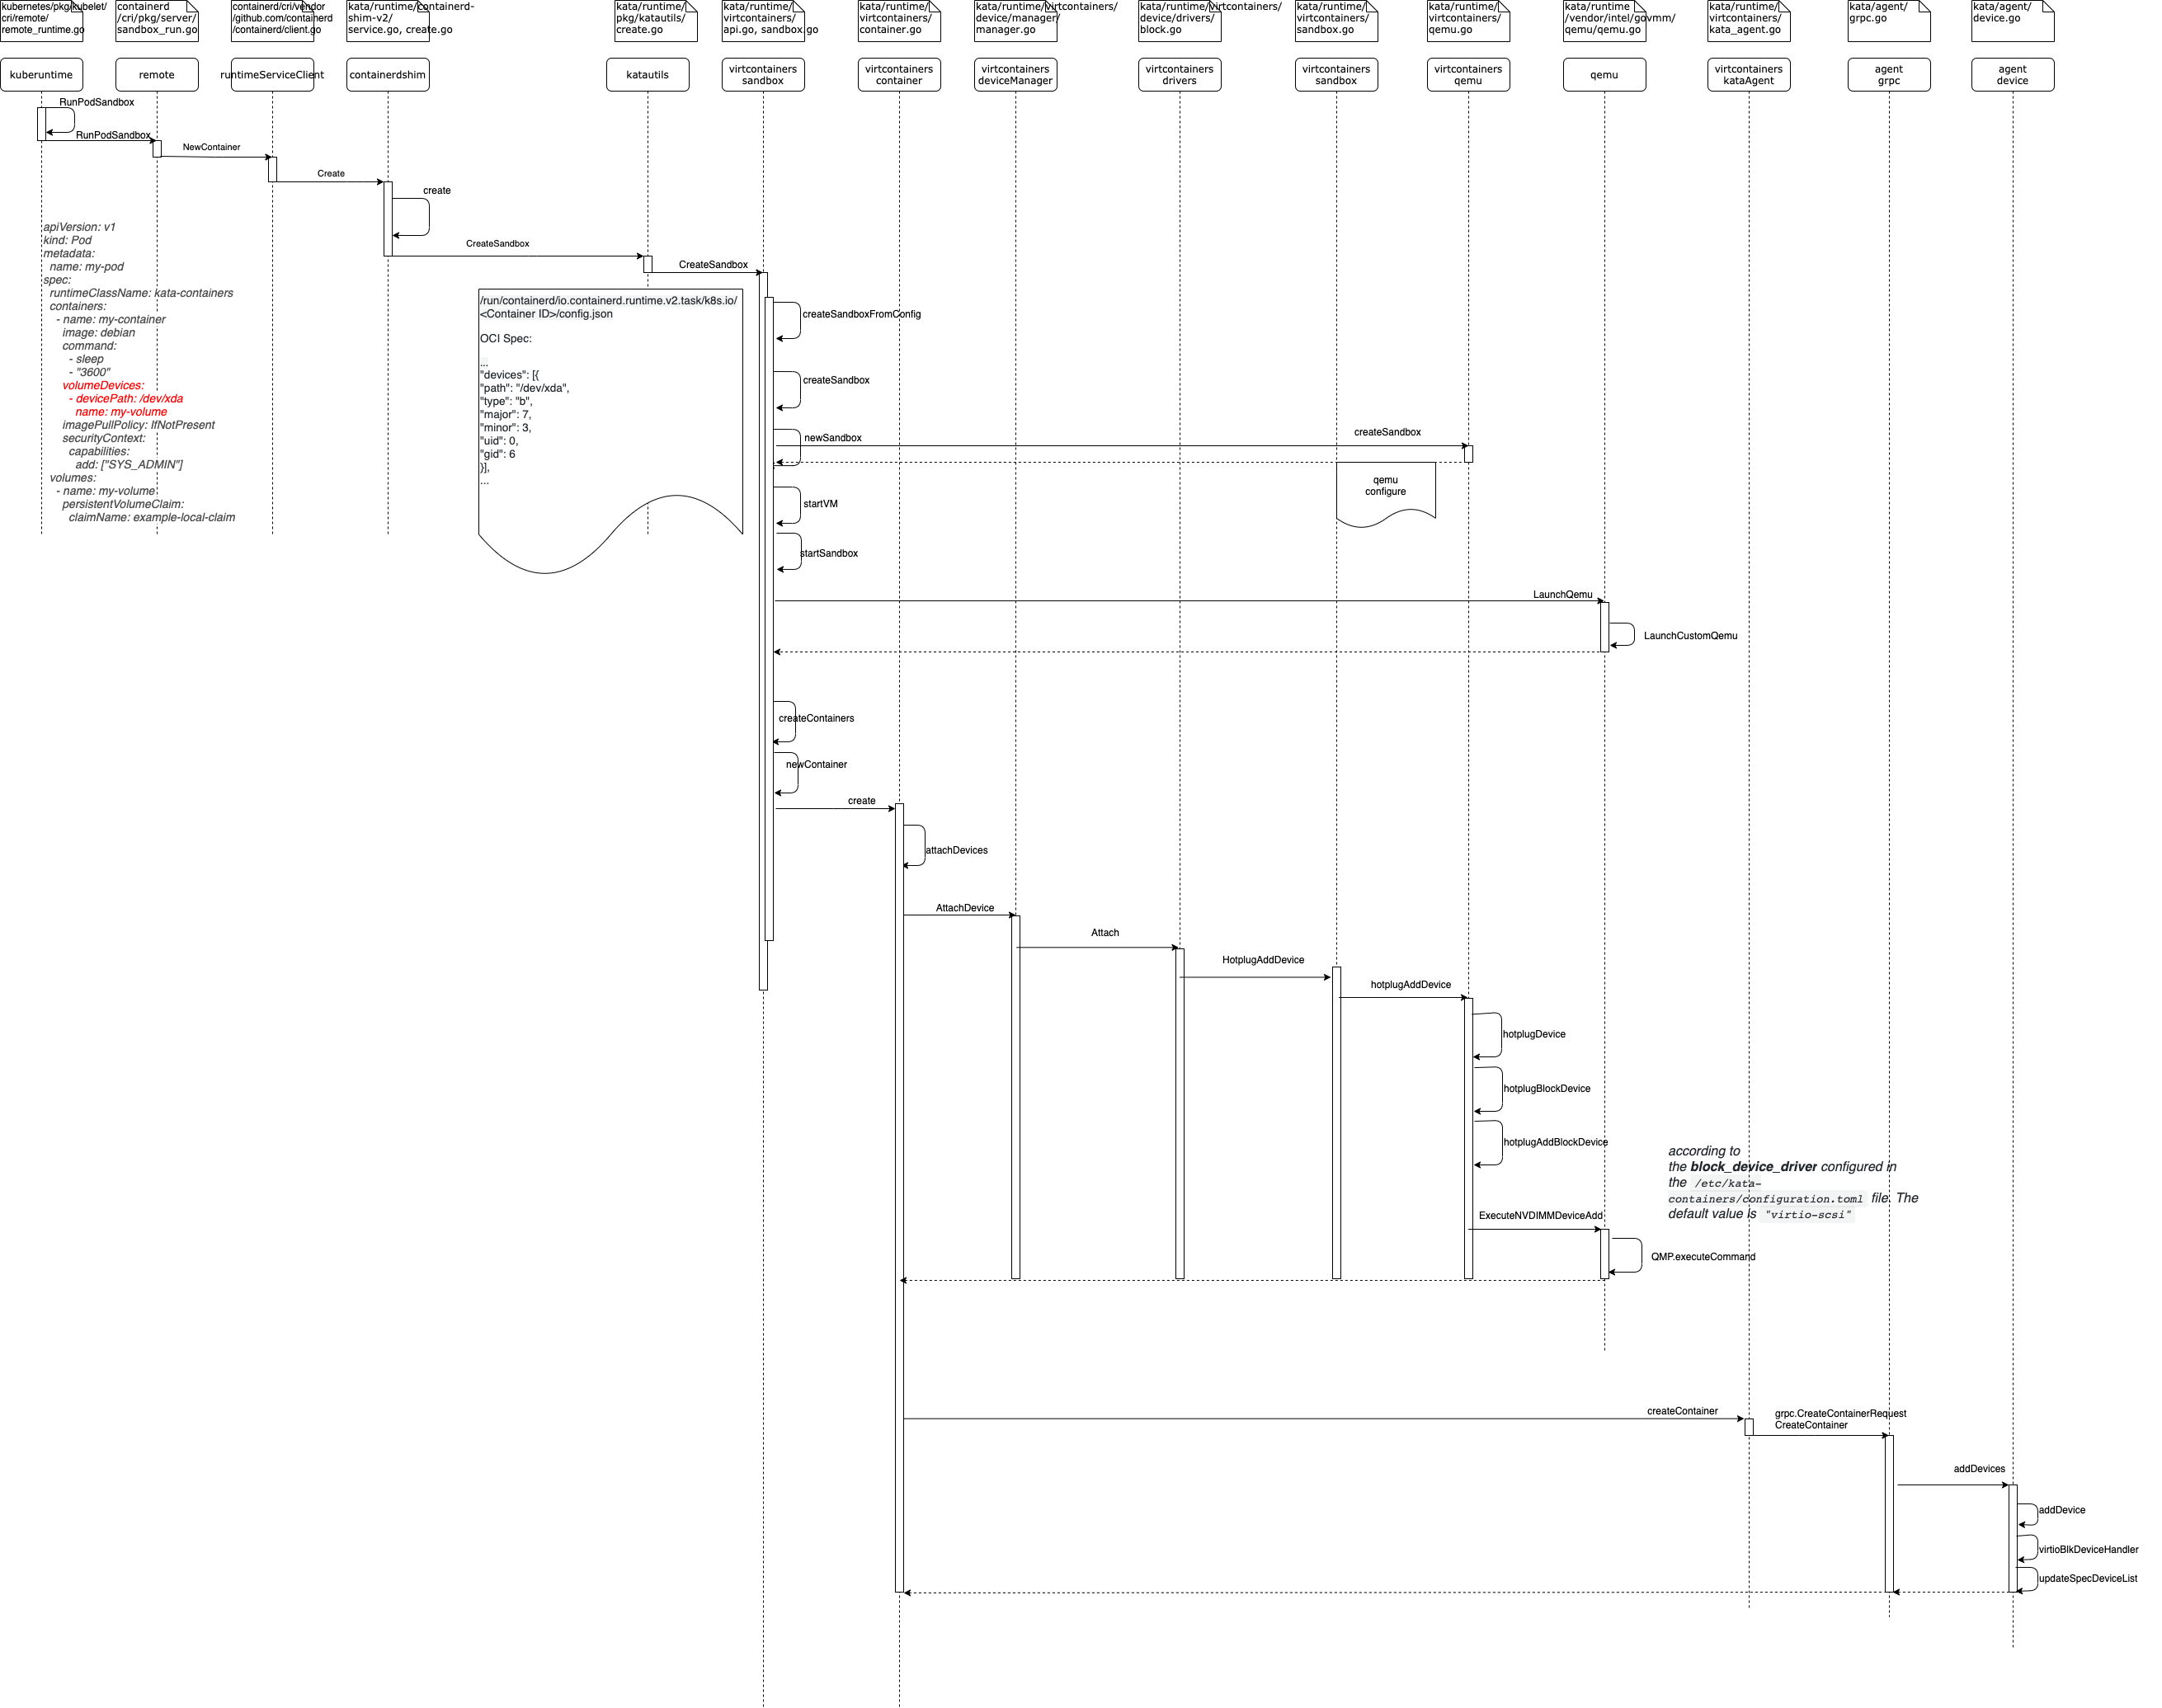 kubernetes/pkg/kubelet/
cri/remote/
remote_runtime.go
containerd
/cri/pkg/server/
sandbox_run.go
containerd/cri/vendor
/github.com/containerd
/containerd/client.go
kata/runtime/containerd-
shim-v2/
service.go, create.go
kata/runtime/
pkg/katautils/
create.go
kata/runtime/
virtcontainers/
api.go, sandbox.go
kata/runtime/
virtcontainers/
container.go
kata/runtime/virtcontainers/
device/manager/
manager.go
kata/runtime/virtcontainers/
device/drivers/
block.go
kata/runtime/
virtcontainers/
sandbox.go
kata/runtime/
virtcontainers/
qemu.go
kata/runtime
/vendor/intel/govmm/
qemu/qemu.go
kata/runtime/
virtcontainers/
kata_agent.go
kata/agent/
grpc.go
kata/agent/
device.go
kuberuntime
remote
runtimeServiceClient
containerdshim
katautils
virtcontainers
sandbox
virtcontainers
container
virtcontainers
deviceManager
virtcontainers
drivers
virtcontainers
sandbox
virtcontainers
qemu
qemu
virtcontainers
kataAgent
agent
grpc
agent
device
RunPodSandbox
RunPodSandbox
NewContainer
Create
create
CreateSandbox
CreateSandbox
apiVersion: v1
kind: Pod
metadata:
name: my-pod
spec:
runtimeClassName: kata-containers
containers:
- name: my-container
image: debian
command:
- sleep
- "3600"
volumeDevices:
- devicePath: /dev/xda
name: my-volume
imagePullPolicy: IfNotPresent
securityContext:
capabilities:
add: ["SYS_ADMIN"]
volumes:
- name: my-volume
persistentVolumeClaim:
claimName: example-local-claim
/run/containerd/io.containerd.runtime.v2.task/k8s.io/
<Container ID>/config.json
OCI Spec:
...
"devices": [{
"path": "/dev/xda",
"type": "b",
"major": 7,
"minor": 3,
"uid": 0,
"gid": 6
}],
...
createSandboxFromConfig
createSandbox
newSandbox
createSandbox
qemu
configure
startVM
startSandbox
LaunchQemu
LaunchCustomQemu
createContainers
newContainer
create
attachDevices
AttachDevice
Attach
HotplugAddDevice
hotplugAddDevice
hotplugDevice
hotplugBlockDevice
hotplugAddBlockDevice
according to
the block_device_driver configured in
the /etc/kata-
containers/configuration.toml file. The
default value is "virtio-scsi"
ExecuteNVDIMMDeviceAdd
QMP.executeCommand
createContainer
grpc.CreateContainerRequest
CreateContainer
addDevices
addDevice
virtioBlkDeviceHandler
updateSpecDeviceList